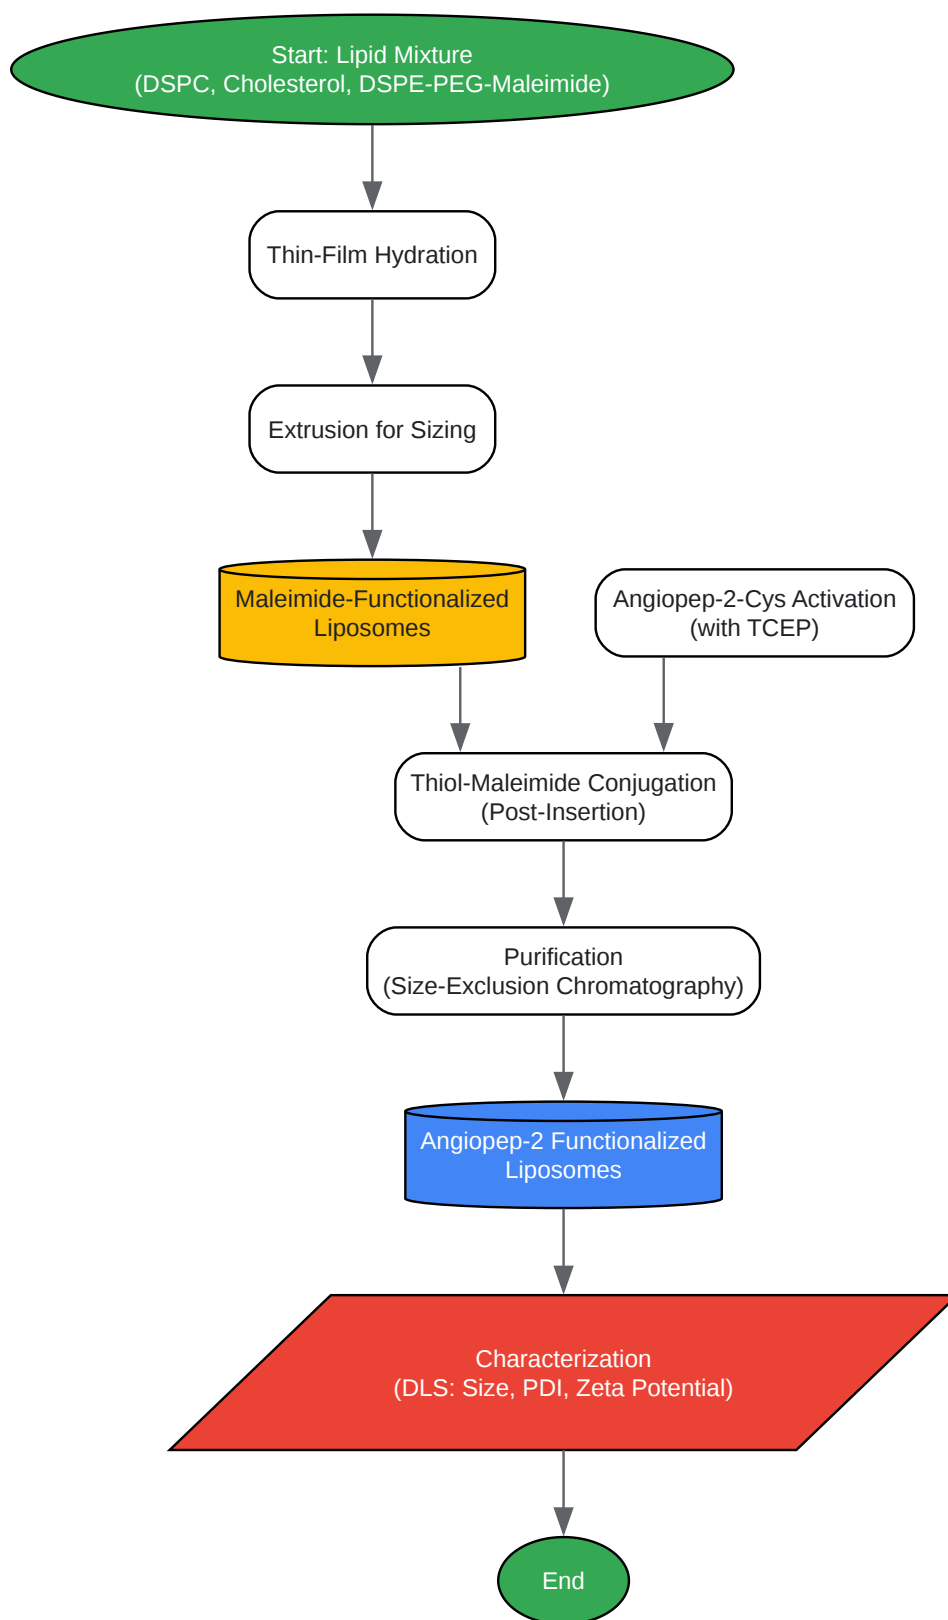 Start: Lipid Mixture
(DSPC, Cholesterol, DSPE-PEG-Maleimide)
Thin-Film Hydration
Extrusion for Sizing
Maleimide-Functionalized
Liposomes
Angiopep-2-Cys Activation
(with TCEP)
Thiol-Maleimide Conjugation
(Post-Insertion)
Purification
(Size-Exclusion Chromatography)
Angiopep-2 Functionalized
Liposomes
Characterization
(DLS: Size, PDI, Zeta Potential)
End